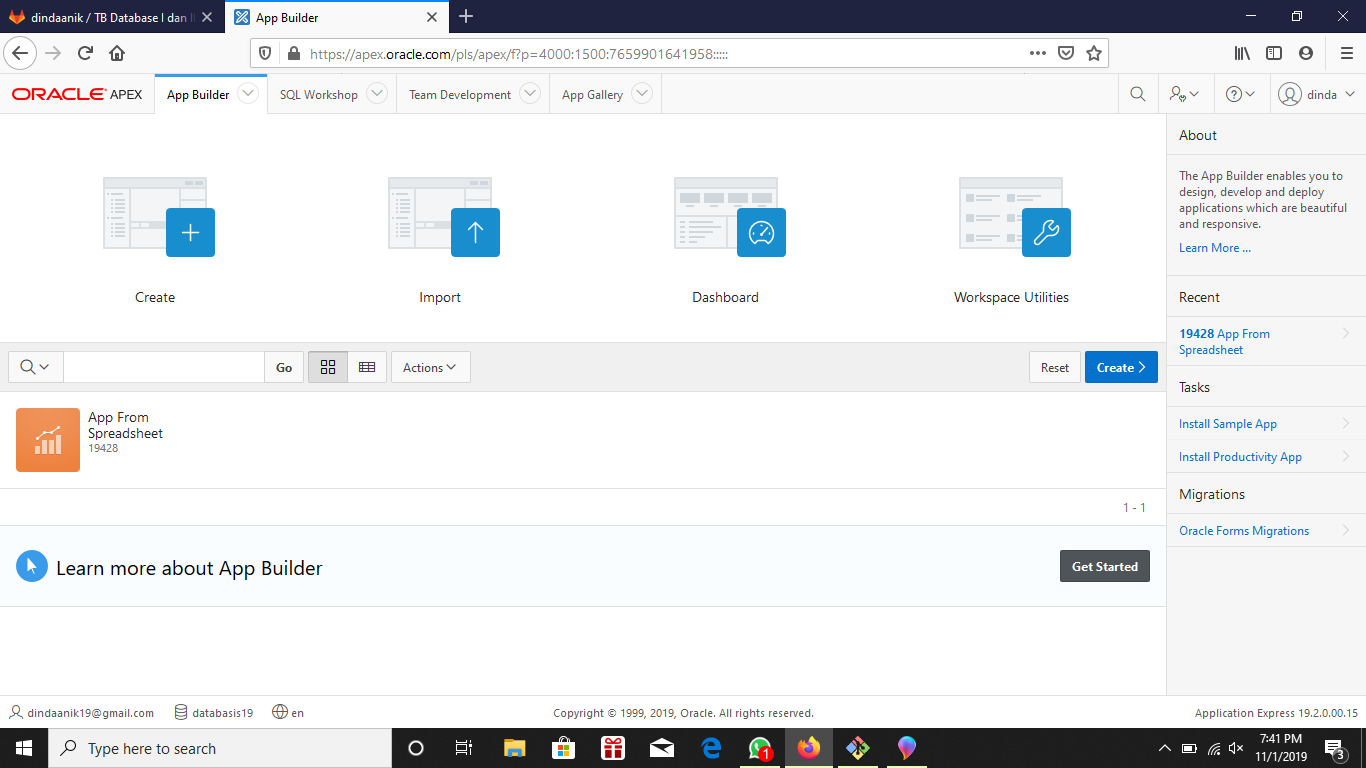 dindaanik / TB Database I dan II
App Builder
https://apex.oracle.com/pls/apex/f?p=4000:1500:7659901641958:::::
ORACLE APEX
App Builder
SQL Workshop
Team Development
App Gallery
dinda
Create
Import
Dashboard
Workspace Utilities
Go
Actions
Reset
Create
App From
Spreadsheet
19428
1 - 1
Learn more about App Builder
Get Started
About
The App Builder enables you to
design, develop and deploy
applications which are beautiful
and responsive.
Learn More ...
Recent
19428 App From
Spreadsheet
Tasks
Install Sample App
Install Productivity App
Migrations
Oracle Forms Migrations
dindaanik19@gmail.com
databasis19
en
Copyright © 1999, 2019, Oracle. All rights reserved.
Application Express 19.2.0.00.15
Type here to search
1
7:41 PM
11/1/2019
3